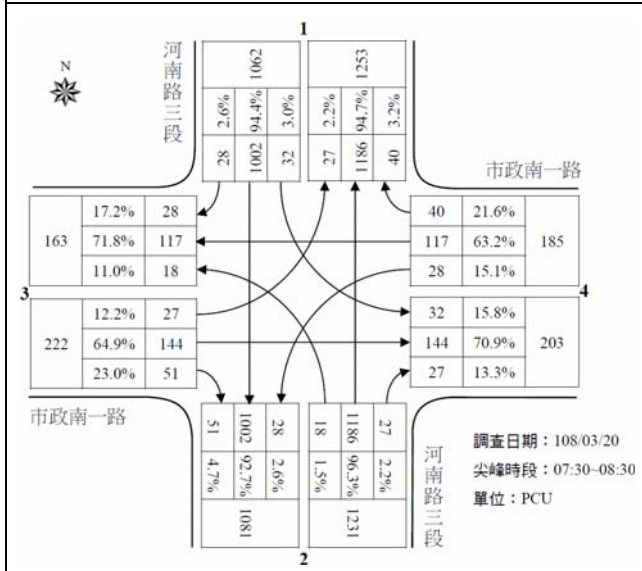 1
N
河南路三段
1062
2.6% 94.4% 3.0%
28 1002 32
1253
2.2% 94.7% 3.2%
27 1186 40
市政南一路
163
17.2% 28
71.8% 117
11.0% 18
40 21.6%
117 63.2%
28 15.1%
185
3
4
222
12.2% 27
64.9% 144
23.0% 51
32 15.8%
144 70.9%
27 13.3%
203
市政南一路
51 1002 28
4.7% 92.7% 2.6%
1081
18 1186 27
1.5% 96.3% 2.2%
1231
河南路三段
調查日期：108/03/20
尖峰時段：07:30~08:30
單位：PCU
2